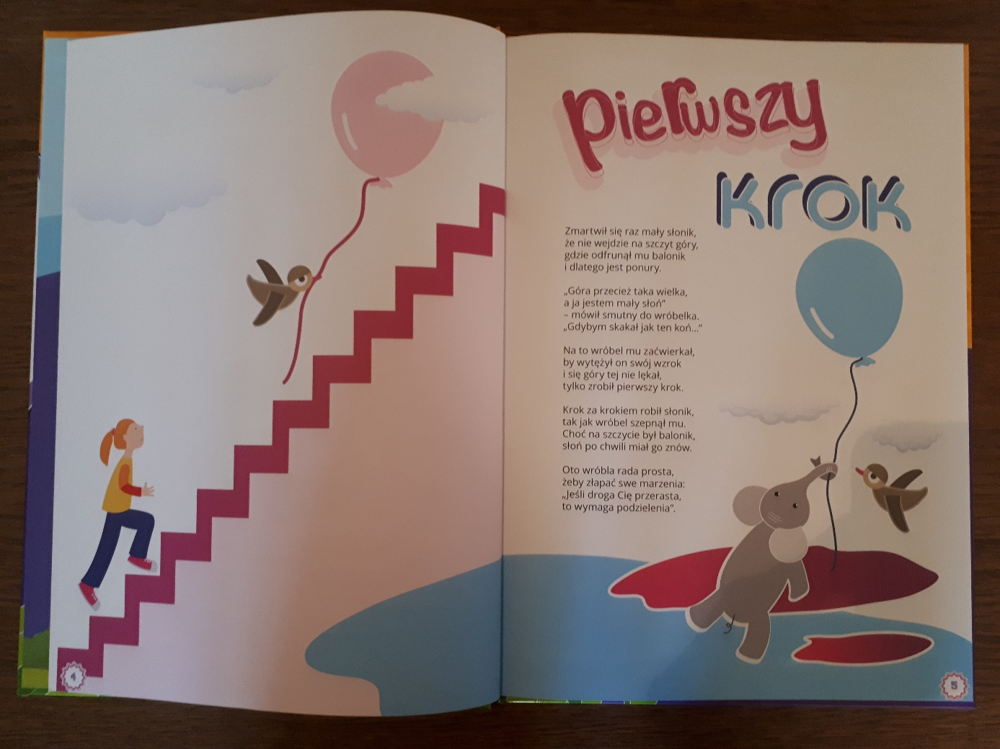 4
pierwszy
krok
Zmartwił się raz mały słonik,
że nie wejdzie na szczyt góry,
gdzie odfrunął mu balonik
i dlatego jest ponury.
„Góra przecież taka wielka,
a ja jestem mały słoń”
– mówił smutny do wróbelka.
„Gdybym skakał jak ten koń...”
Na to wróbel mu zaćwierkał,
by wytężył on swój wzrok
i się góry tej nie lękał,
tylko zrobił pierwszy krok.
Krok za krokiem robił słonik,
tak jak wróbel szepnął mu.
Choć na szczycie był balonik,
słoń po chwili miał go znów.
Oto wróbla rada prosta,
żeby złapać swe marzenia:
„Jeśli droga Cię przerasta,
to wymaga podzielenia”.
5